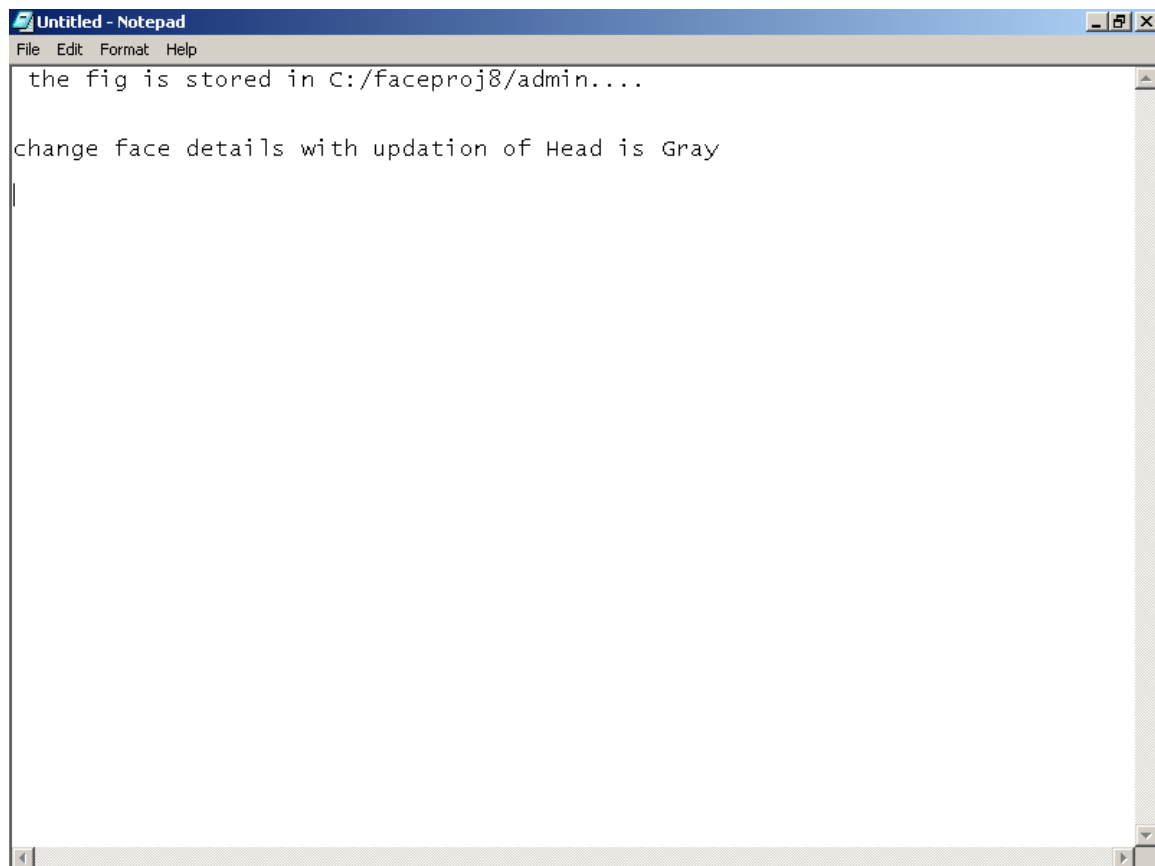 Untitled - Notepad
File Edit Format Help
the fig is stored in C:/faceproj8/admin....
change face details with updation of Head is Gray